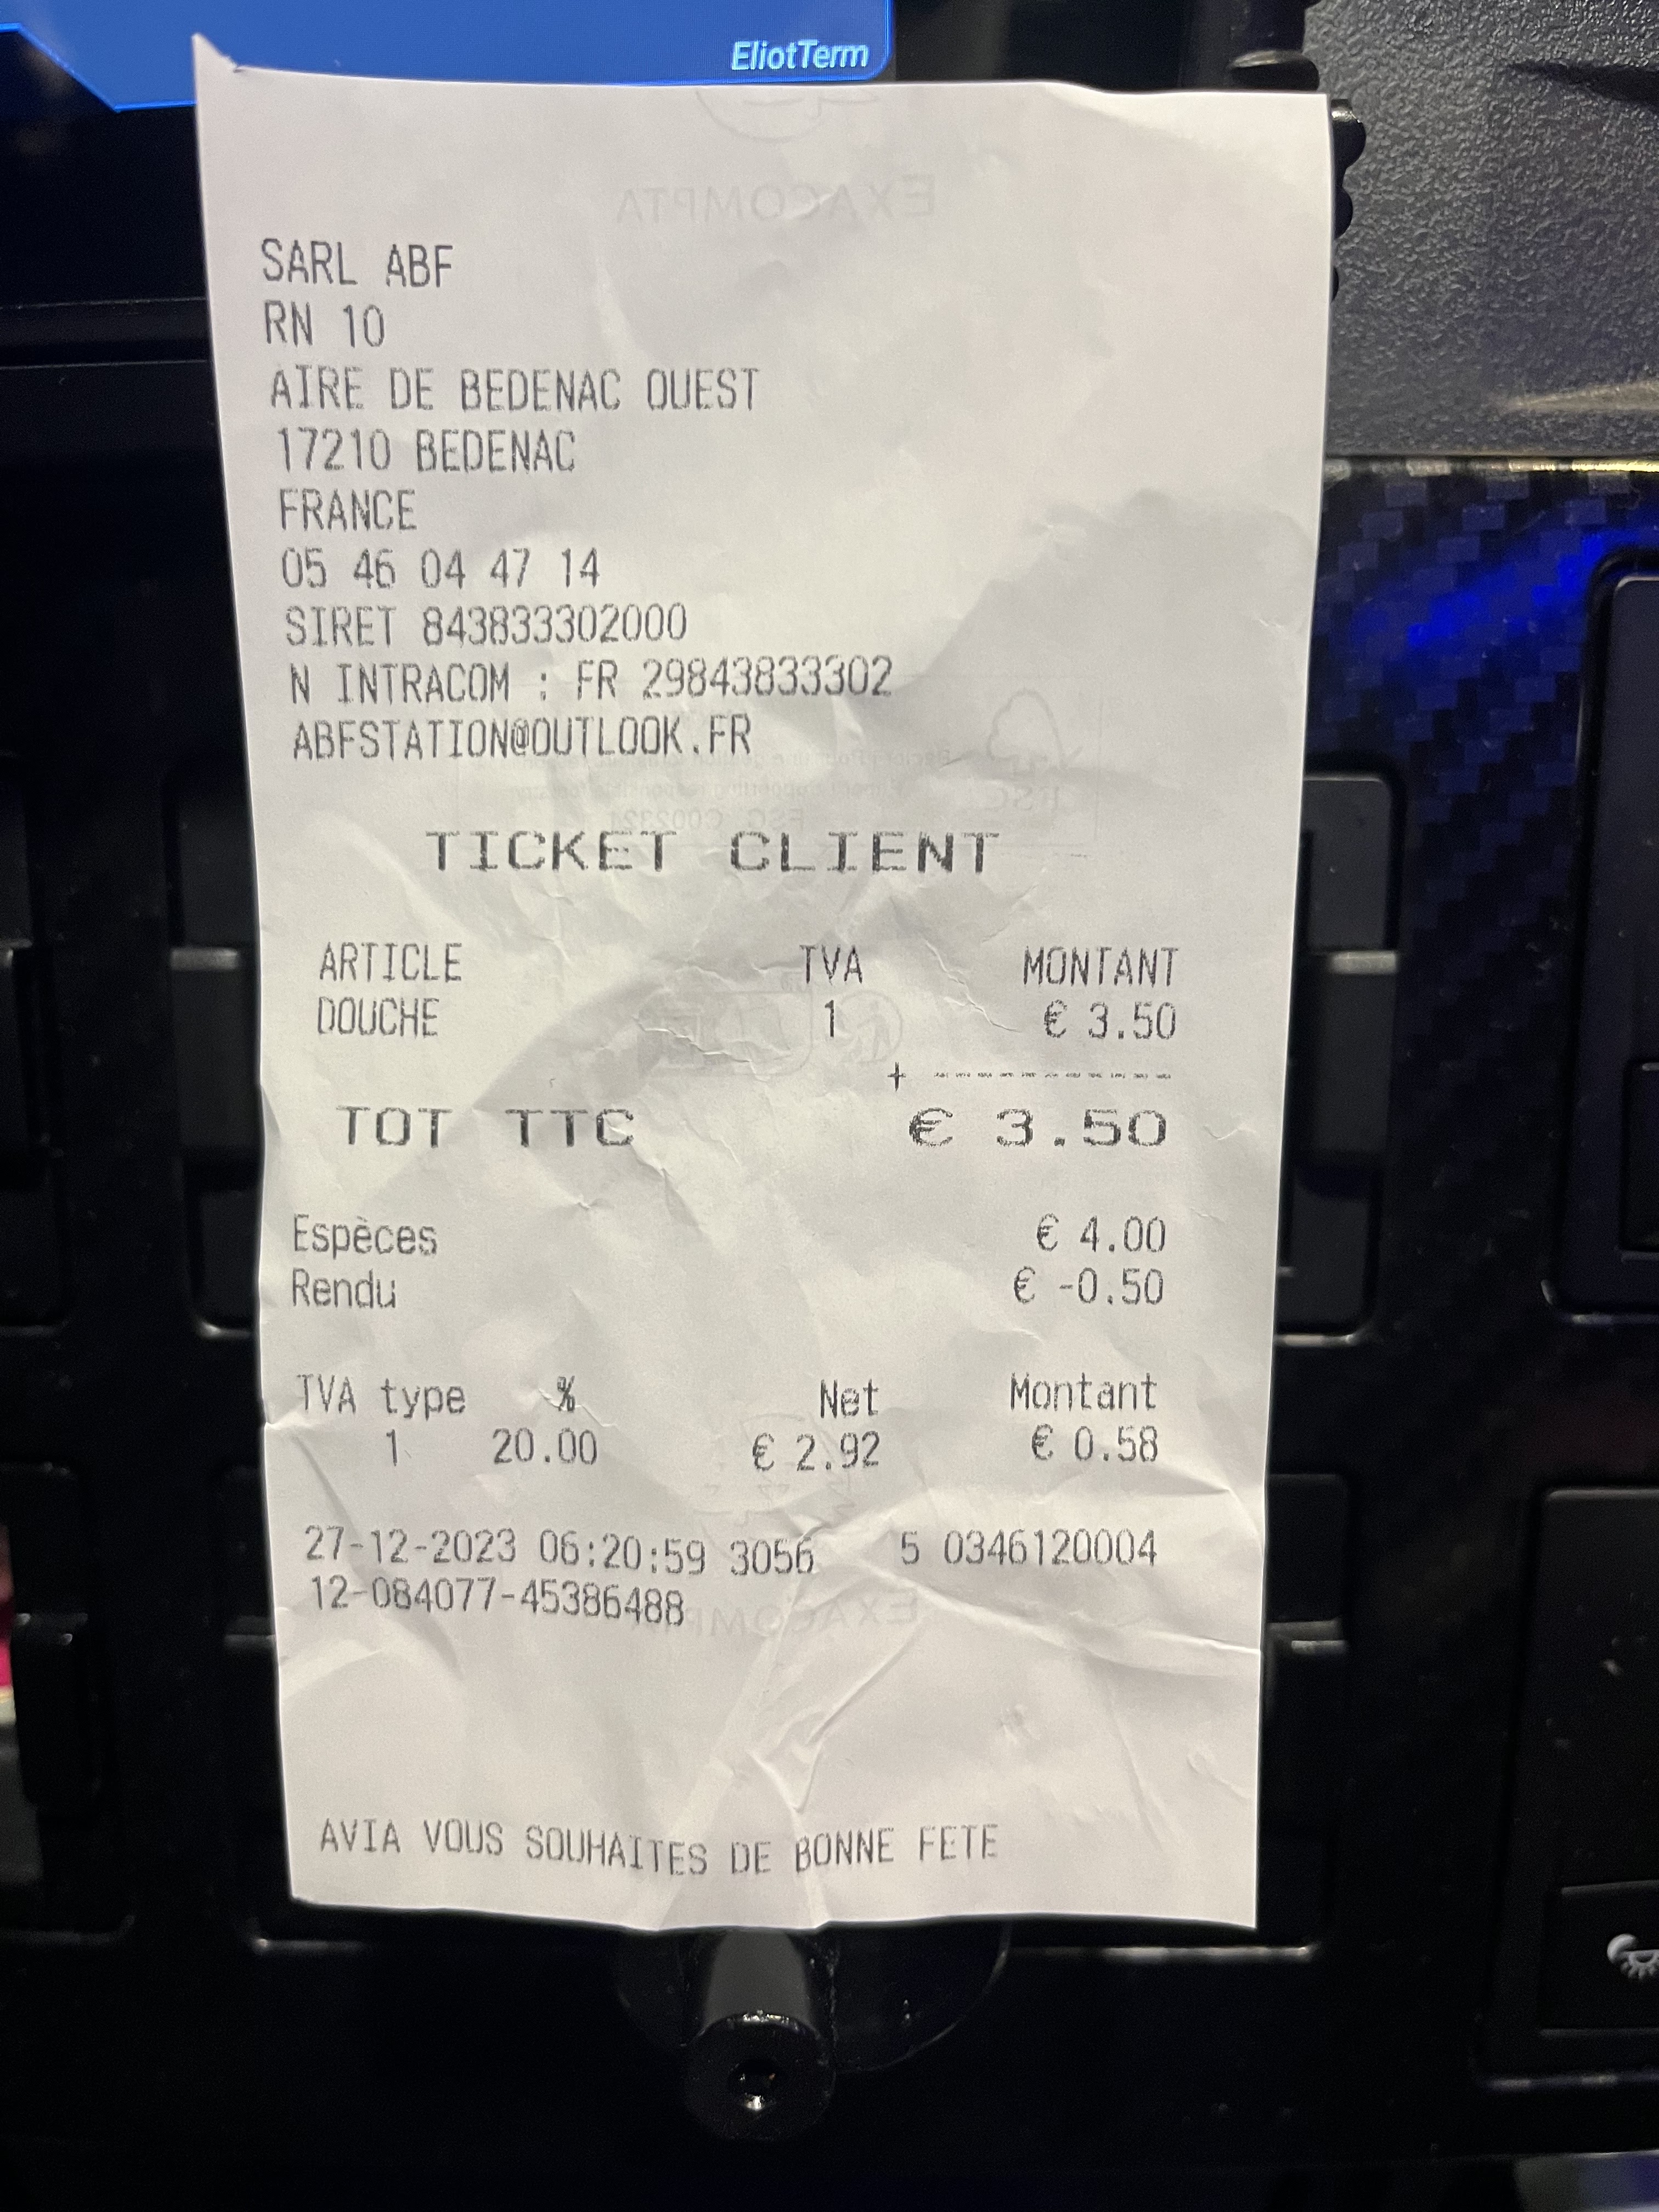 EliotTerm
EXACOMPTA
SARL ABF
RN 10
AIRE DE BEDENAC OUEST
17210 BEDENAC
FRANCE
05 46 04 47 14
SIRET 843833302000
N INTRACOM : FR 29843833302
ABFSTATION@OUTLOOK.FR
TICKET CLIENT
ARTICLE TVA MONTANT
DOUCHE 1 € 3.50
+ -----------
TOT TTC € 3.50
Espèces € 4.00
Rendu € -0.50
TVA type % Net Montant
1 20.00 € 2.92 € 0.58
27-12-2023 06:20:59 3056 5 0346120004
12-084077-45386488
EXACOMPTA
AVIA VOUS SOUHAITES DE BONNE FETE